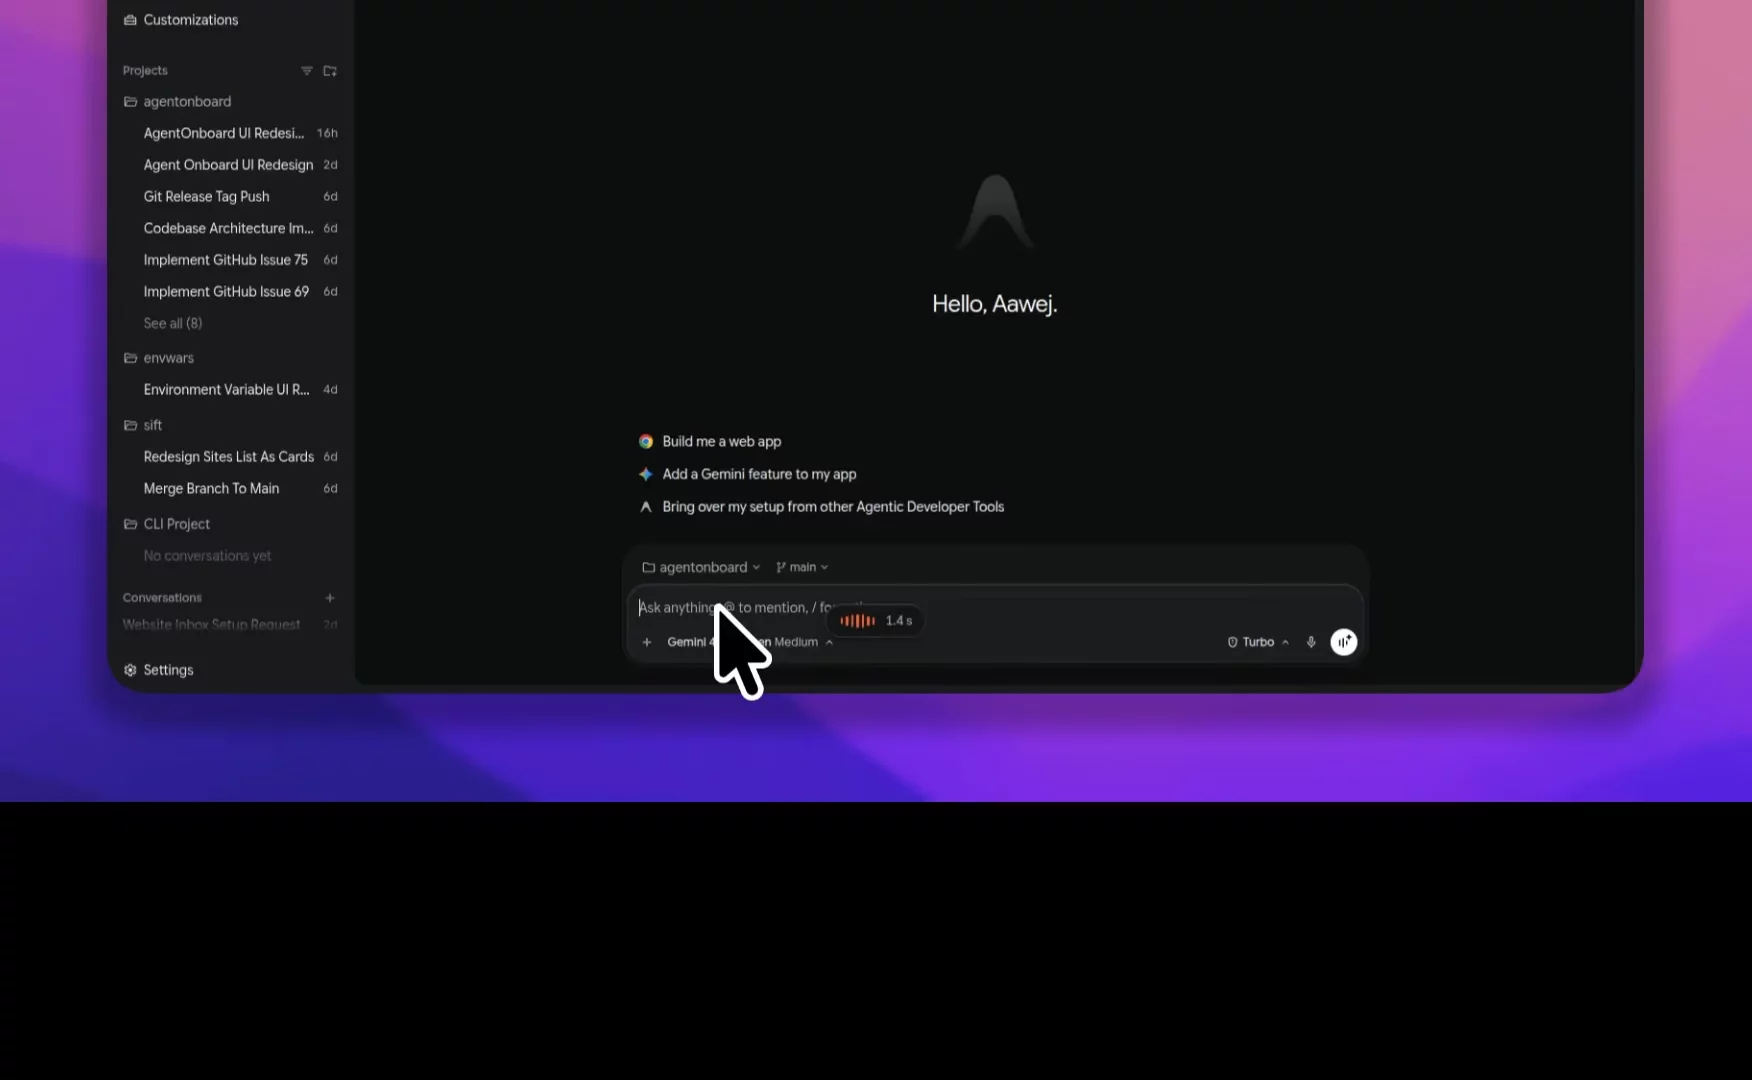 Customizations
Projects
agentonboard
AgentOnboard UI Redesi... 16h
Agent Onboard UI Redesign 2d
Git Release Tag Push 6d
Codebase Architecture Im... 6d
Implement GitHub Issue 75 6d
Implement GitHub Issue 69 6d
See all (8)
envwars
Environment Variable UI R... 4d
sift
Redesign Sites List As Cards 6d
Merge Branch To Main 6d
CLI Project
No conversations yet
Conversations
Website Inbox Setup Request 2d
Settings
Hello, Aawej.
Build me a web app
Add a Gemini feature to my app
Bring over my setup from other Agentic Developer Tools
agentonboard main
Ask anything @ to mention, /
1.4 s
Gemini Medium Turbo